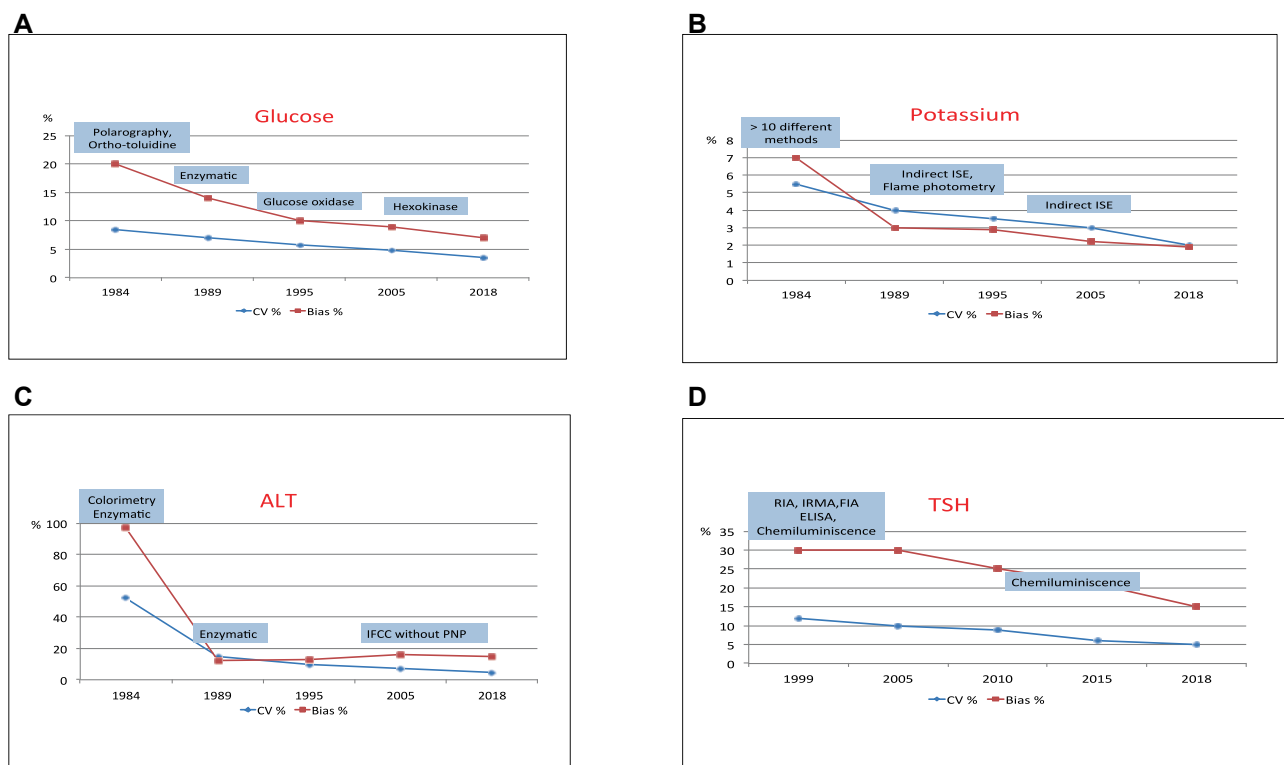 A
Glucose
%
Polarography,
Ortho-toluidine
Enzymatic
Glucose oxidase
Hexokinase
25
20
15
10
5
0
1984 1989 1995 2005 2018
CV % Bias %
B
Potassium
%
> 10 different
methods
Indirect ISE,
Flame photometry
Indirect ISE
8
7
6
5
4
3
2
1
0
1984 1989 1995 2005 2018
CV % Bias %
C
ALT
Colorimetry
Enzymatic
%
Enzymatic
IFCC without PNP
100
80
60
40
20
0
1984 1989 1995 2005 2018
CV % Bias %
D
TSH
RIA, IRMA,FIA
ELISA,
Chemiluminiscence
%
Chemiluminiscence
35
30
25
20
15
10
5
0
1999 2005 2010 2015 2018
CV % Bias %